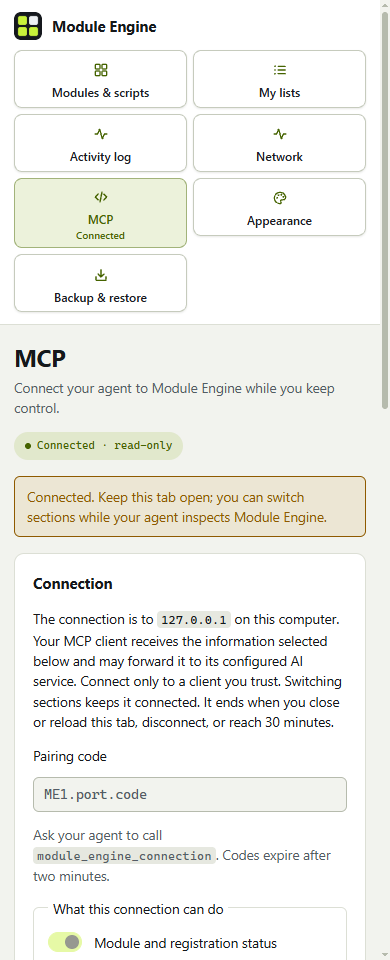 Module Engine
Modules & scripts
My lists
Activity log
Network
MCP
Connected
Appearance
Backup & restore
MCP
Connect your agent to Module Engine while you keep
control.
Connected · read-only
Connected. Keep this tab open; you can switch
sections while your agent inspects Module Engine.
Connection
The connection is to 127.0.0.1 on this computer.
Your MCP client receives the information selected
below and may forward it to its configured AI
service. Connect only to a client you trust. Switching
sections keeps it connected. It ends when you close
or reload this tab, disconnect, or reach 30 minutes.
Pairing code
ME1.port.code
Ask your agent to call
module_engine_connection. Codes expire after
two minutes.
What this connection can do
Module and registration status